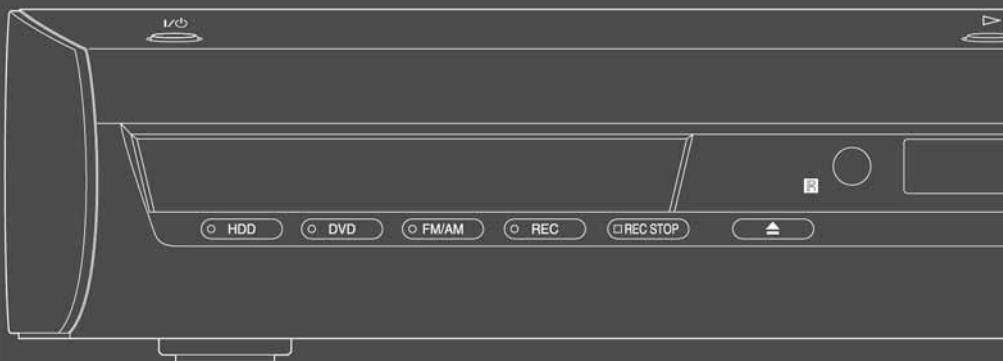 I/⏻
R
HDD DVD FM/AM REC REC STOP